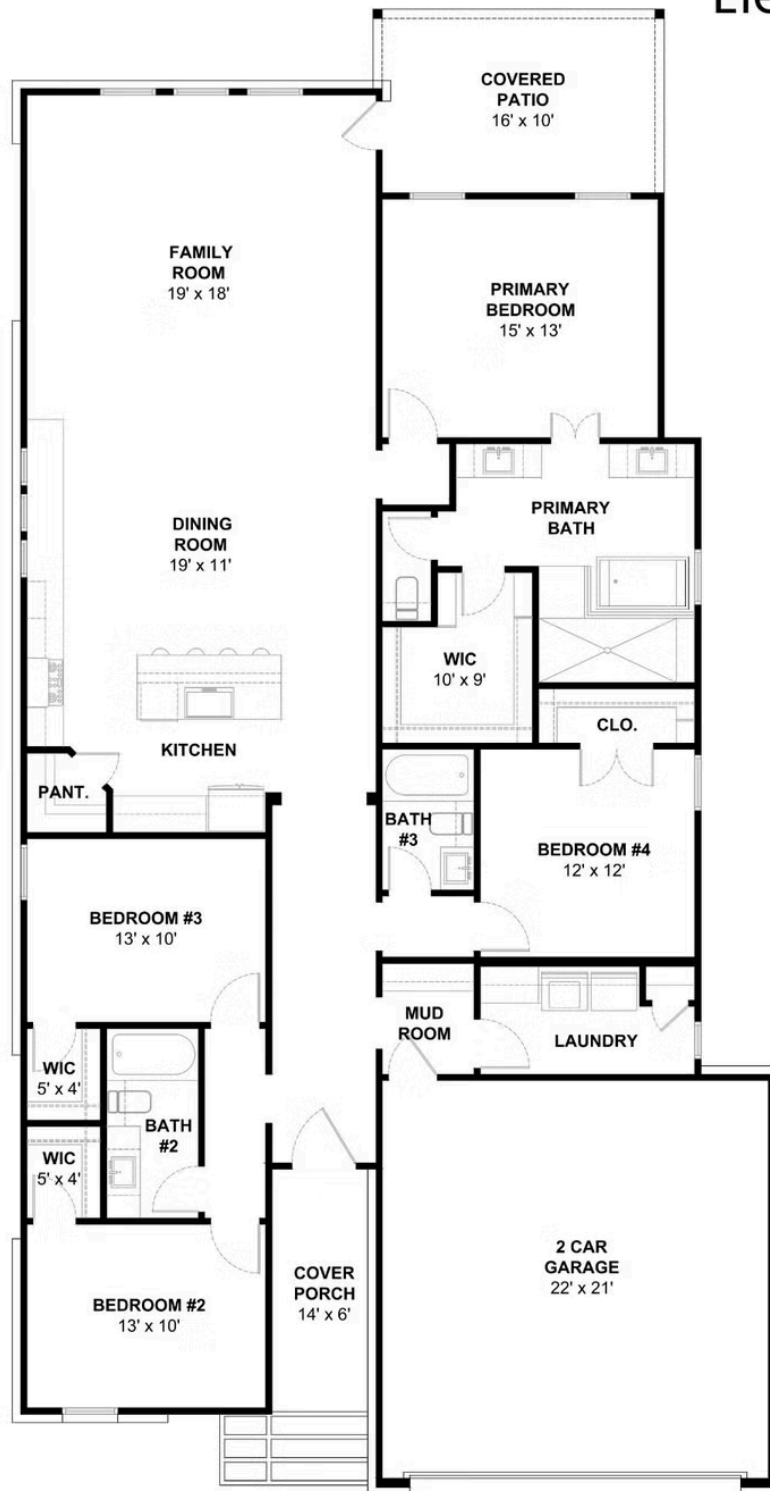 COVERED
PATIO
16' x 10'
FAMILY
ROOM
19' x 18'
PRIMARY
BEDROOM
15' x 13'
DINING
ROOM
19' x 11'
PRIMARY
BATH
WIC
10' x 9'
KITCHEN
CLO.
PANT.
BATH
#3
BEDROOM #4
12' x 12'
BEDROOM #3
13' x 10'
MUD
ROOM
LAUNDRY
WIC
5' x 4'
BATH
#2
WIC
5' x 4'
2 CAR
GARAGE
22' x 21'
COVER
PORCH
14' x 6'
BEDROOM #2
13' x 10'